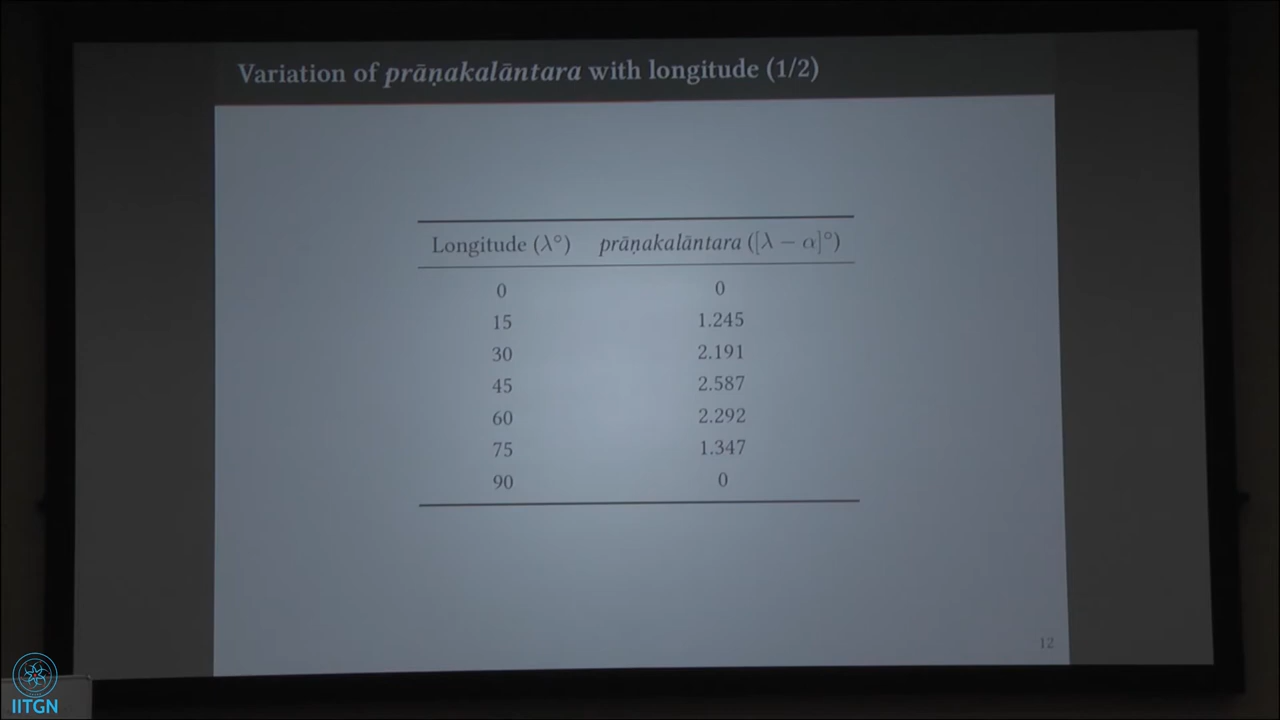 Variation of prāṇakalāntara with longitude (1/2)
Longitude (λ°) prāṇakalāntara ([λ − α]°)
0 0
15 1.245
30 2.191
45 2.587
60 2.292
75 1.347
90 0
12
IITGN